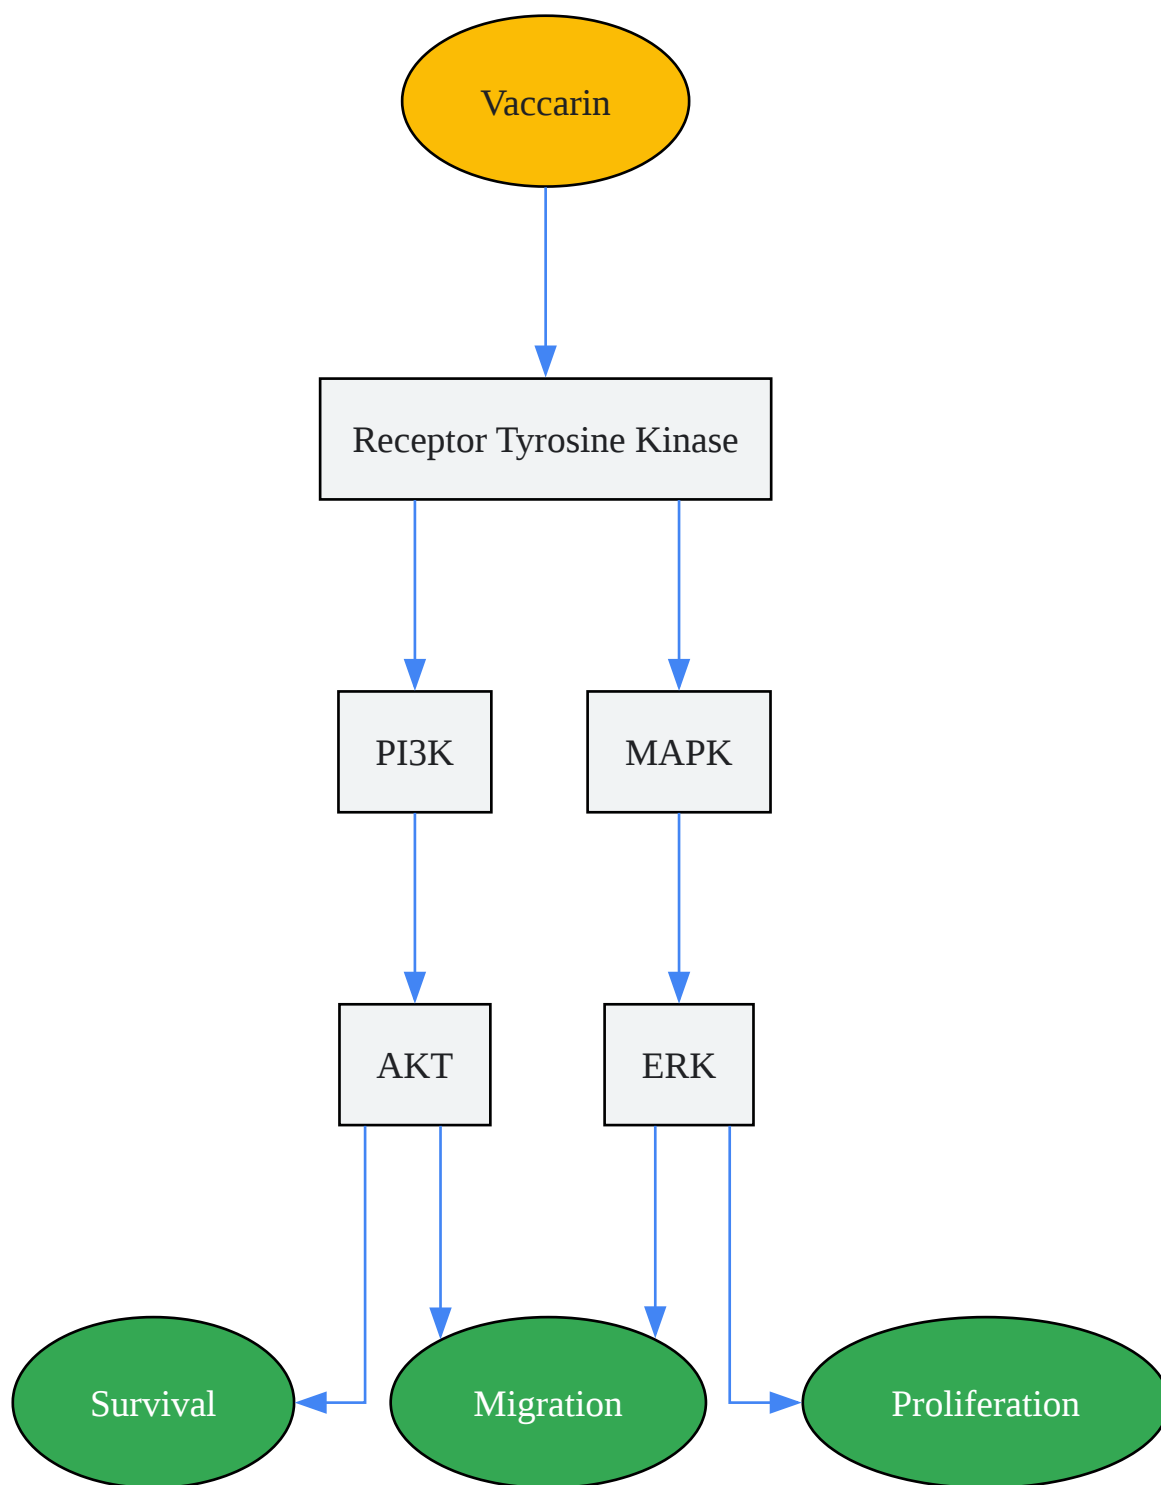 Vaccarin
Receptor Tyrosine Kinase
PI3K
MAPK
AKT
ERK
Survival
Migration
Proliferation